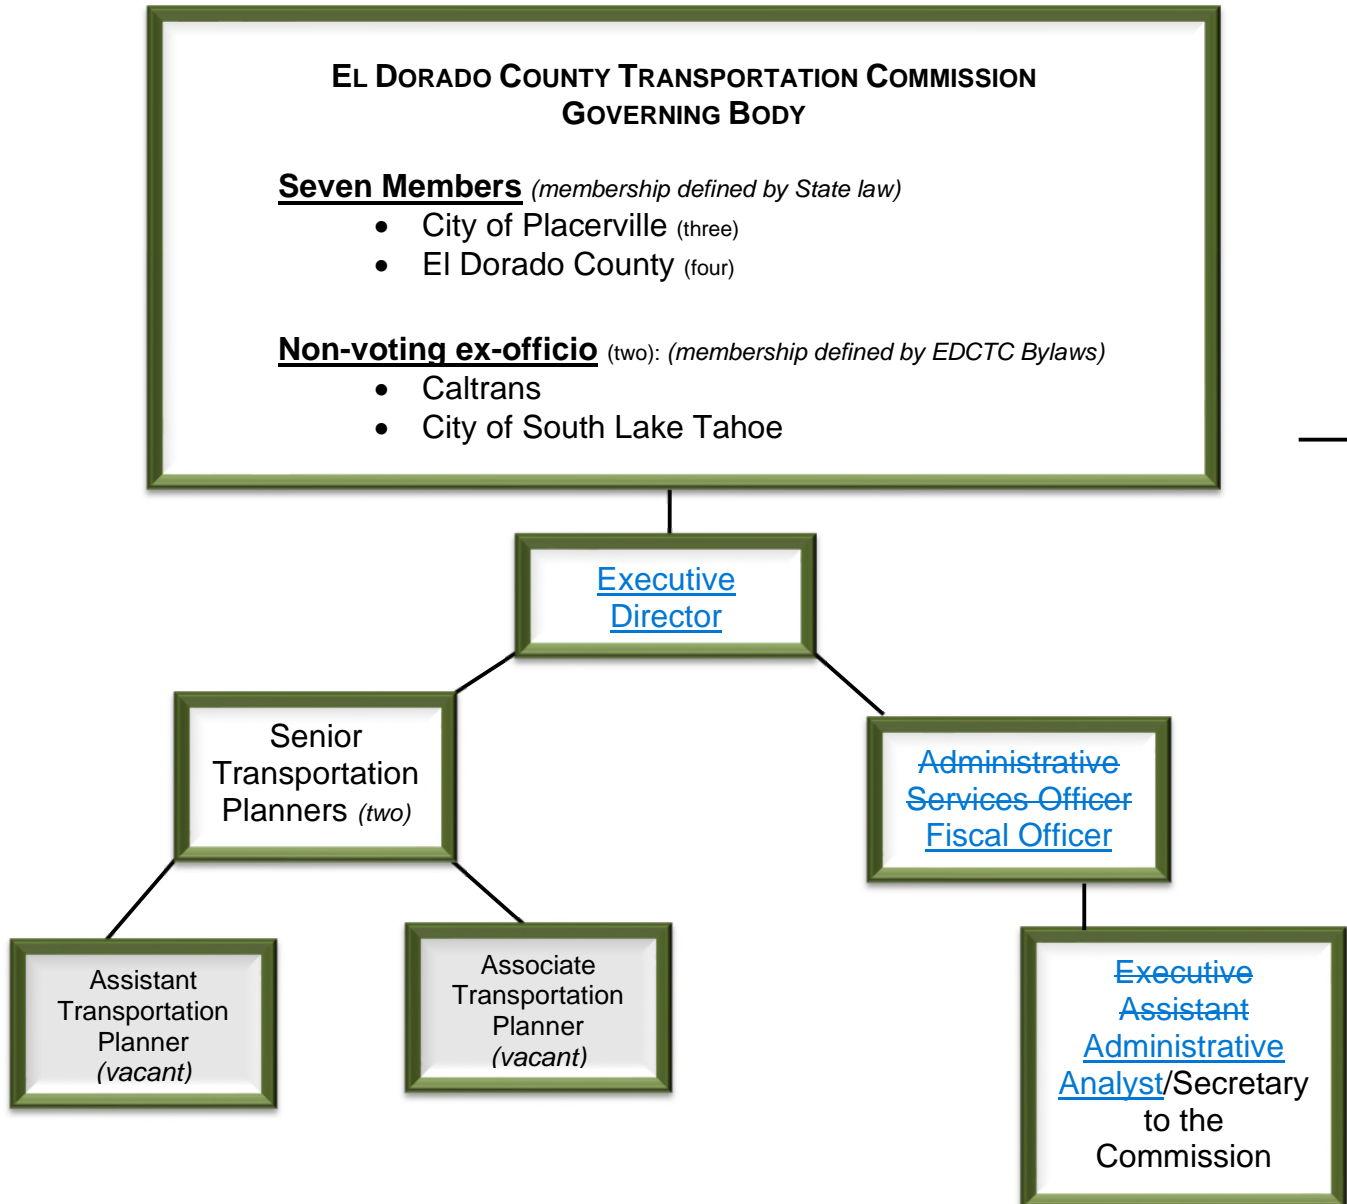 EL DORADO COUNTY TRANSPORTATION COMMISSION
GOVERNING BODY
Seven Members (membership defined by State law)
• City of Placerville (three)
• El Dorado County (four)
Non-voting ex-officio (two): (membership defined by EDCTC Bylaws)
• Caltrans
• City of South Lake Tahoe
Executive
Director
Senior
Transportation
Planners (two)
Administrative
Services Officer
Fiscal Officer
Assistant
Transportation
Planner
(vacant)
Associate
Transportation
Planner
(vacant)
Executive
Assistant
Administrative
Analyst/Secretary
to the
Commission